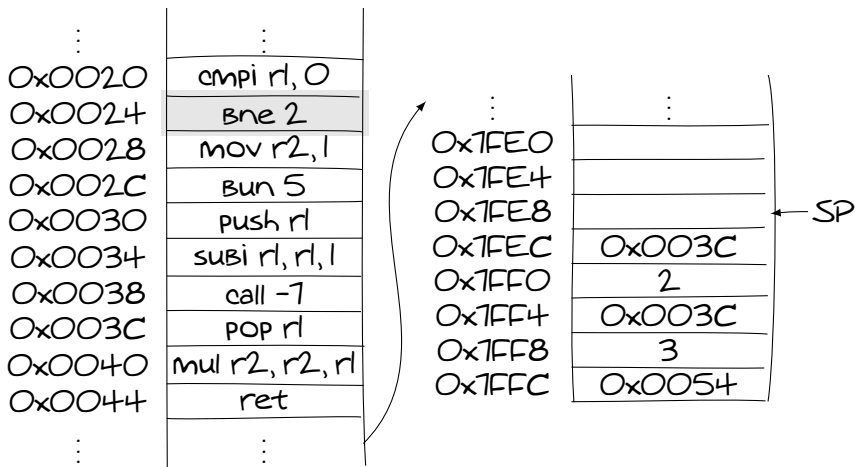 ⋮ ⋮
0x0020 cmpi r1, 0
0x0024 bne 2
0x0028 mov r2, 1
0x002C bun 5
0x0030 push r1
0x0034 subi r1, r1, 1
0x0038 call -7
0x003C pop r1
0x0040 mul r2, r2, r1
0x0044 ret
⋮ ⋮
⋮ ⋮
0x7FE0
0x7FE4
0x7FE8 SP
0x7FEC 0x003C
0x7FF0 2
0x7FF4 0x003C
0x7FF8 3
0x7FFC 0x0054